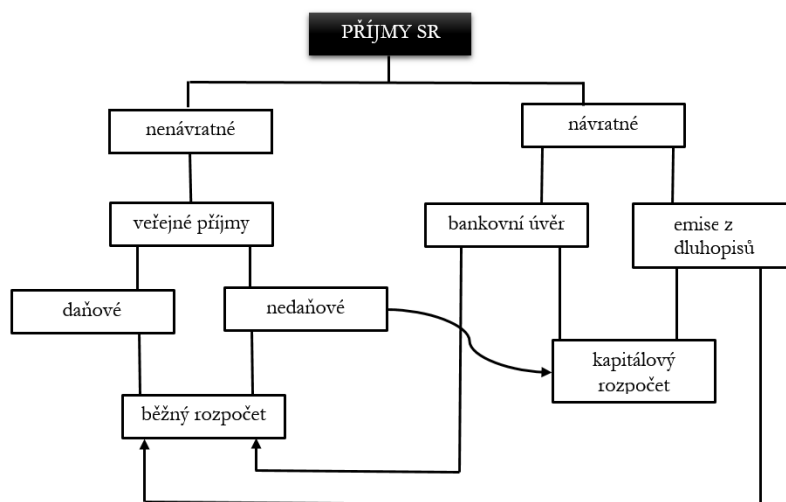 PŘÍJMY SR
nenávratné
návratné
veřejné příjmy
bankovní úvěr
emise z
dluhopisů
daňové
nedaňové
kapitálový
rozpočet
běžný rozpočet